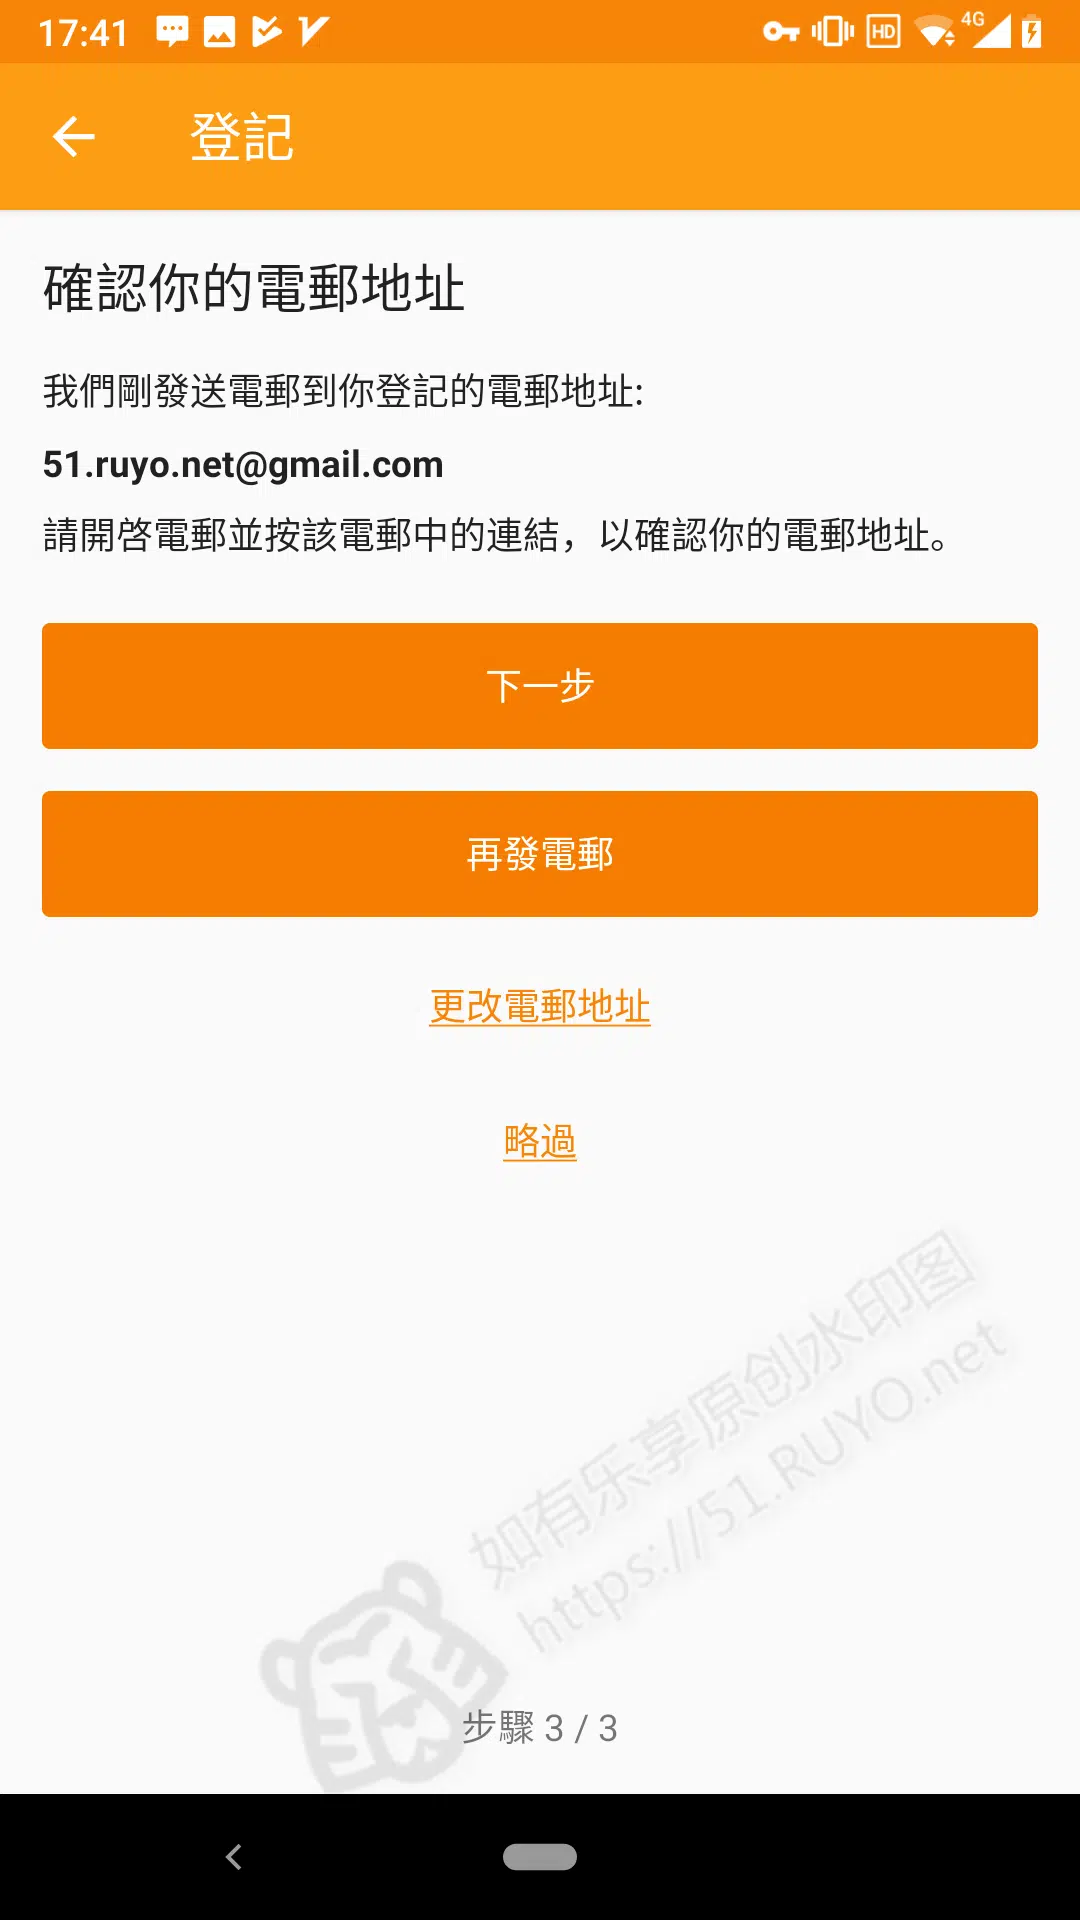 17:41
HD
4G
登記
確認你的電郵地址
我們剛發送電郵到你登記的電郵地址:
51.ruyo.net@gmail.com
請開啓電郵並按該電郵中的連結，以確認你的電郵地址。
下一步
再發電郵
更改電郵地址
略過
如有乐享原创水印图
https://51.RUYO.net
步驟 3 / 3